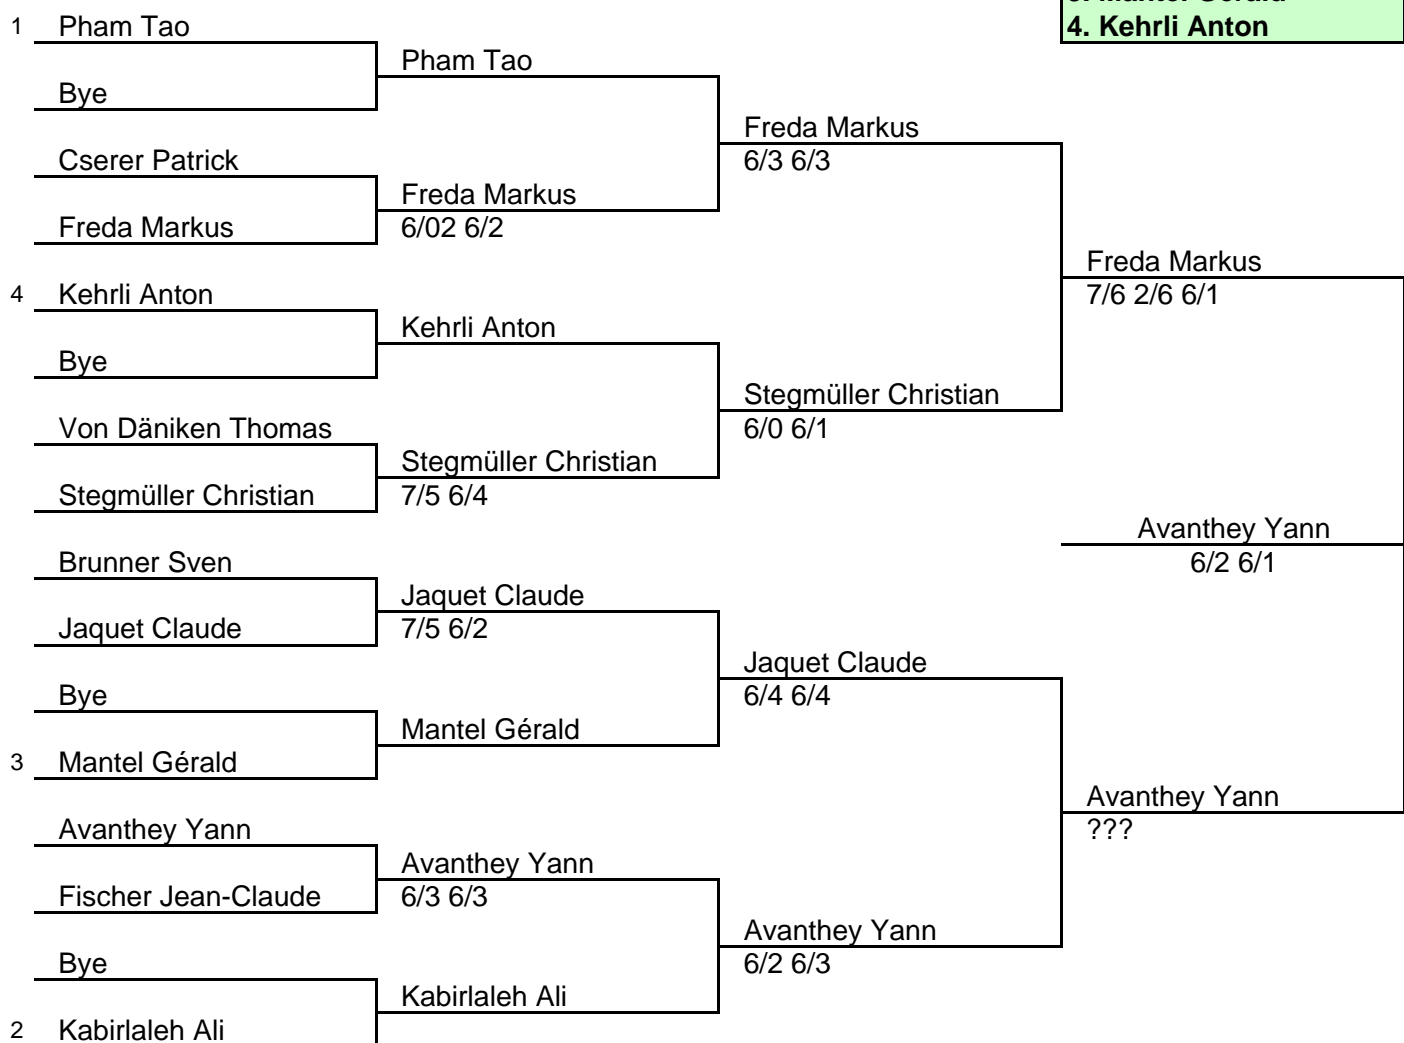 4. Kehrli Anton
1 Pham Tao
Pham Tao
Bye
Freda Markus
6/3 6/3
Cserer Patrick
Freda Markus
6/02 6/2
Freda Markus
Freda Markus
7/6 2/6 6/1
4 Kehrli Anton
Kehrli Anton
Bye
Stegmüller Christian
6/0 6/1
Von Däniken Thomas
Stegmüller Christian
7/5 6/4
Stegmüller Christian
Avanthey Yann
6/2 6/1
Brunner Sven
Jaquet Claude
7/5 6/2
Jaquet Claude
Jaquet Claude
6/4 6/4
Bye
Mantel Gérald
3 Mantel Gérald
Avanthey Yann
???
Avanthey Yann
Avanthey Yann
6/3 6/3
Fischer Jean-Claude
Avanthey Yann
6/2 6/3
Bye
Kabirlaleh Ali
2 Kabirlaleh Ali